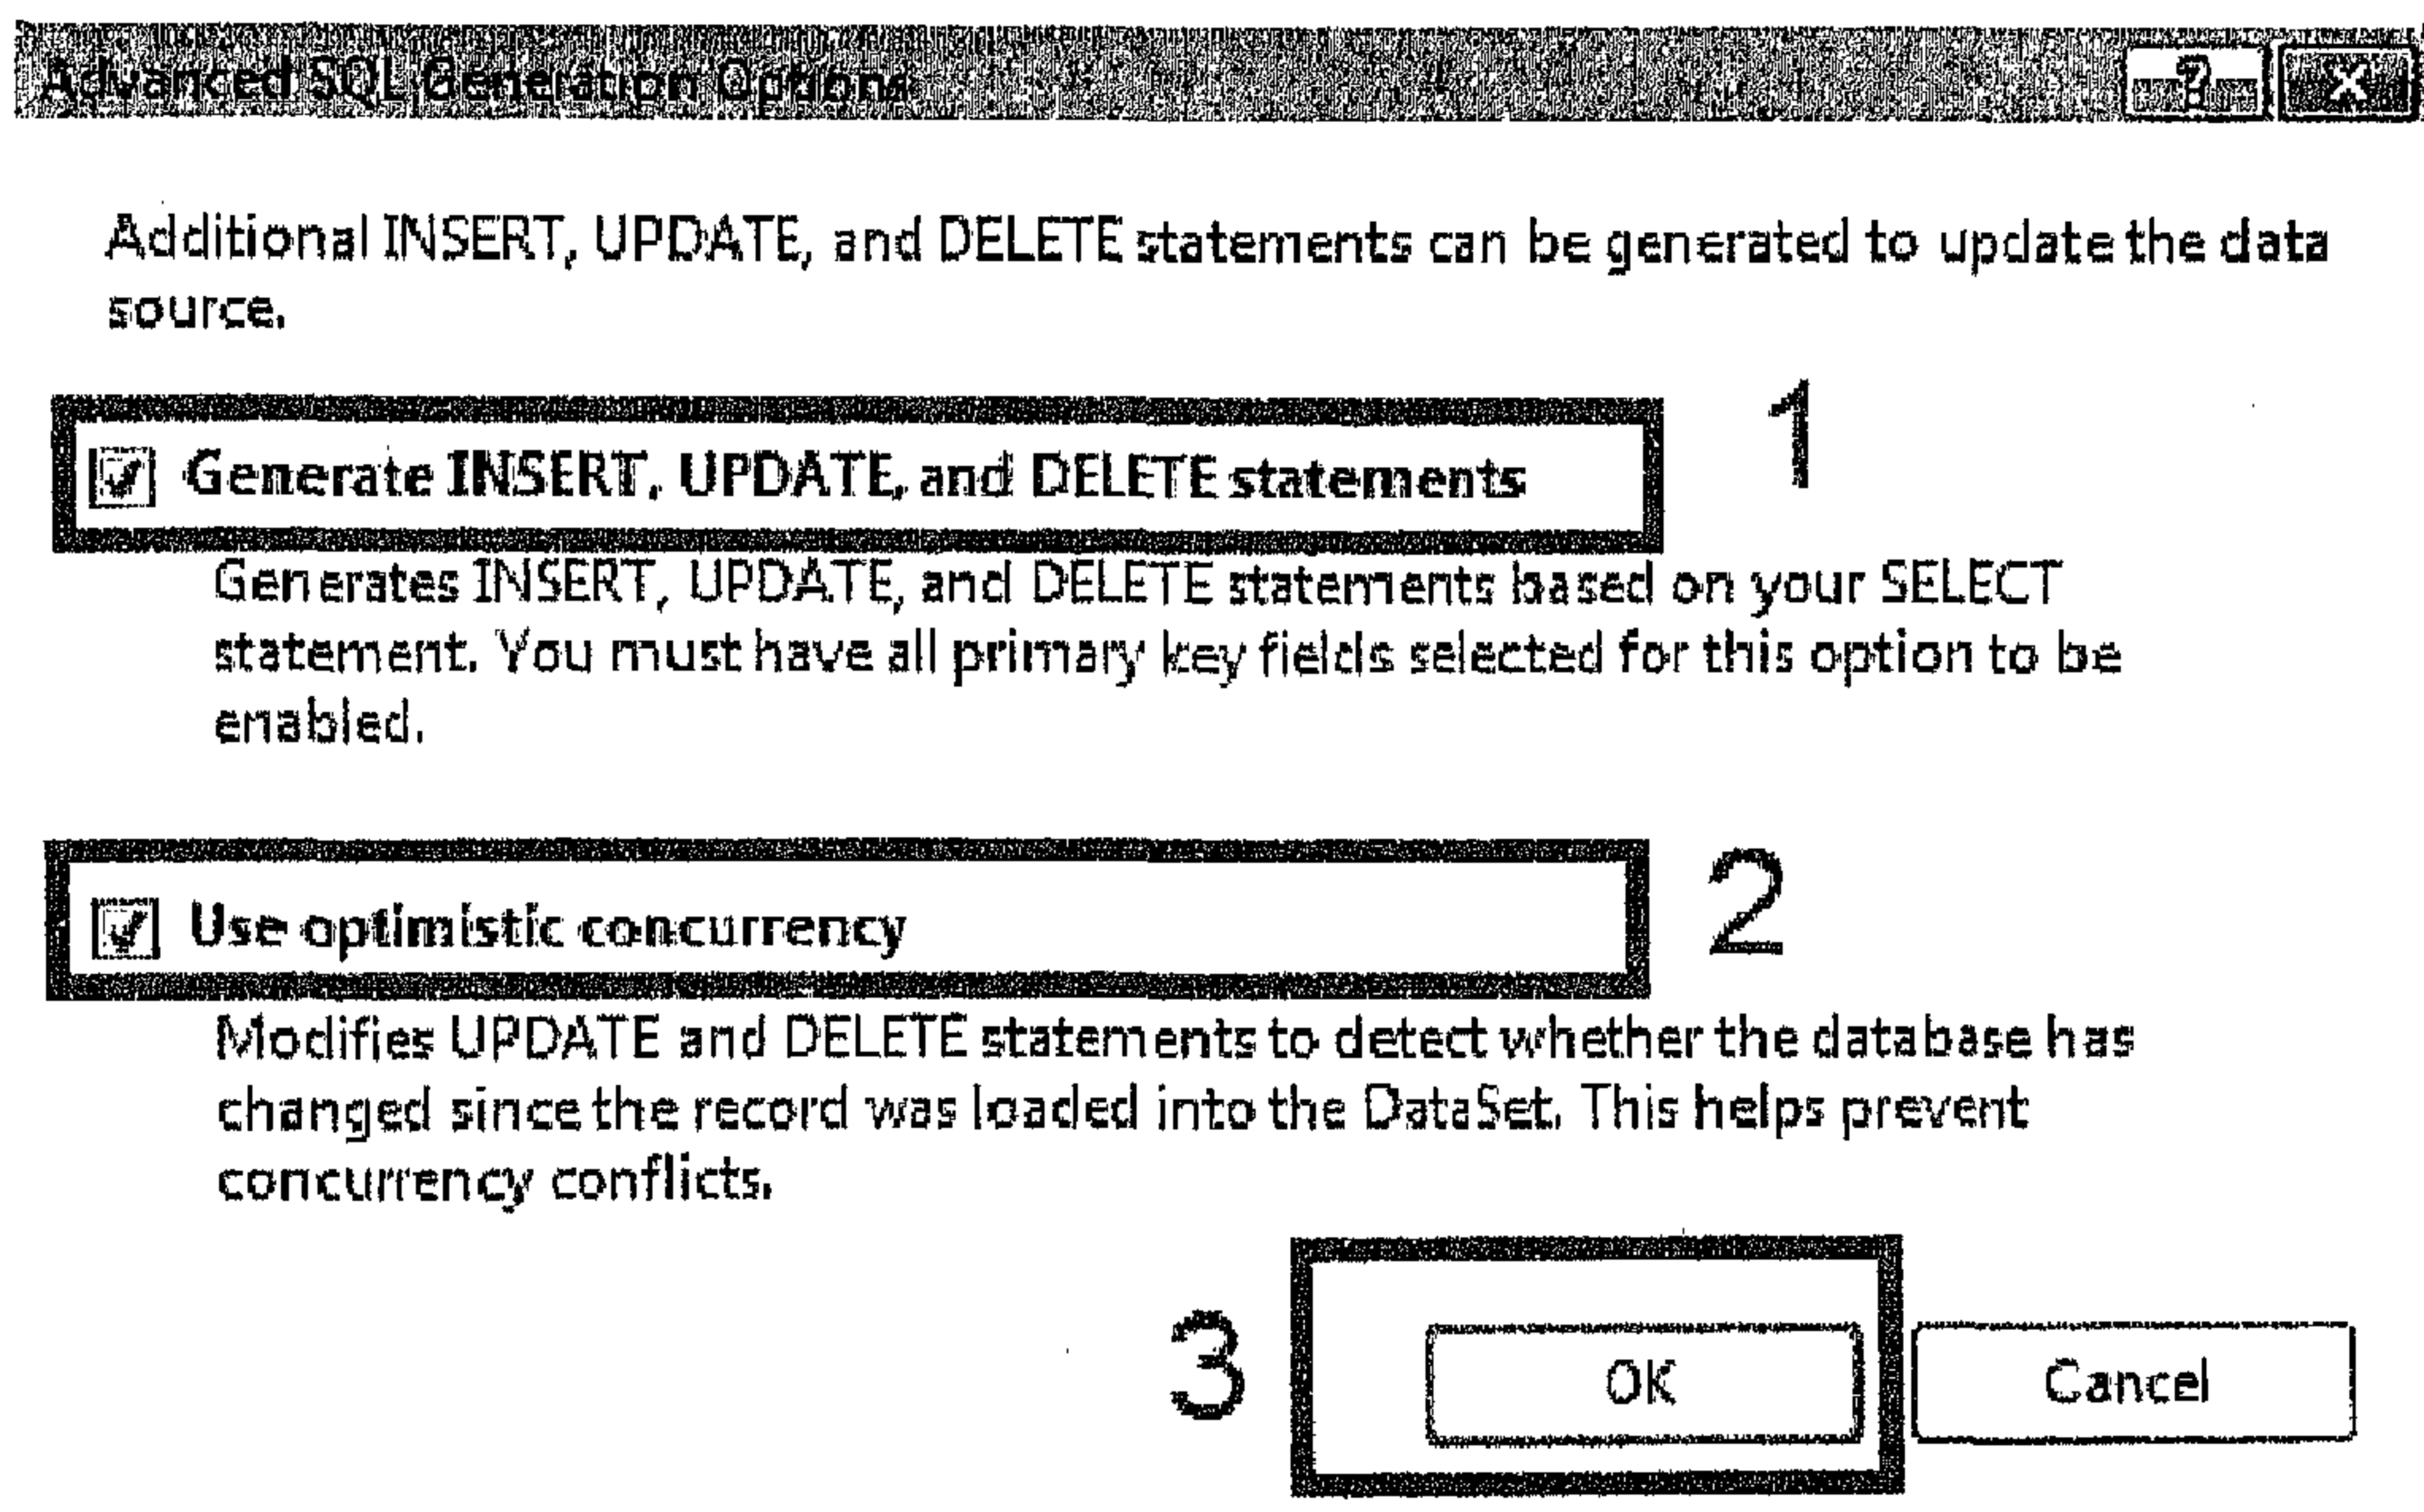 Advanced SQL Generation Options
Additional INSERT, UPDATE, and DELETE statements can be generated to update the data
source.
1
Generate INSERT, UPDATE, and DELETE statements
Generates INSERT, UPDATE, and DELETE statements based on your SELECT
statement. You must have all primary key fields selected for this option to be
enabled.
2
Use optimistic concurrency
Modifies UPDATE and DELETE statements to detect whether the database has
changed since the record was loaded into the DataSet. This helps prevent
concurrency conflicts.
3
OK Cancel